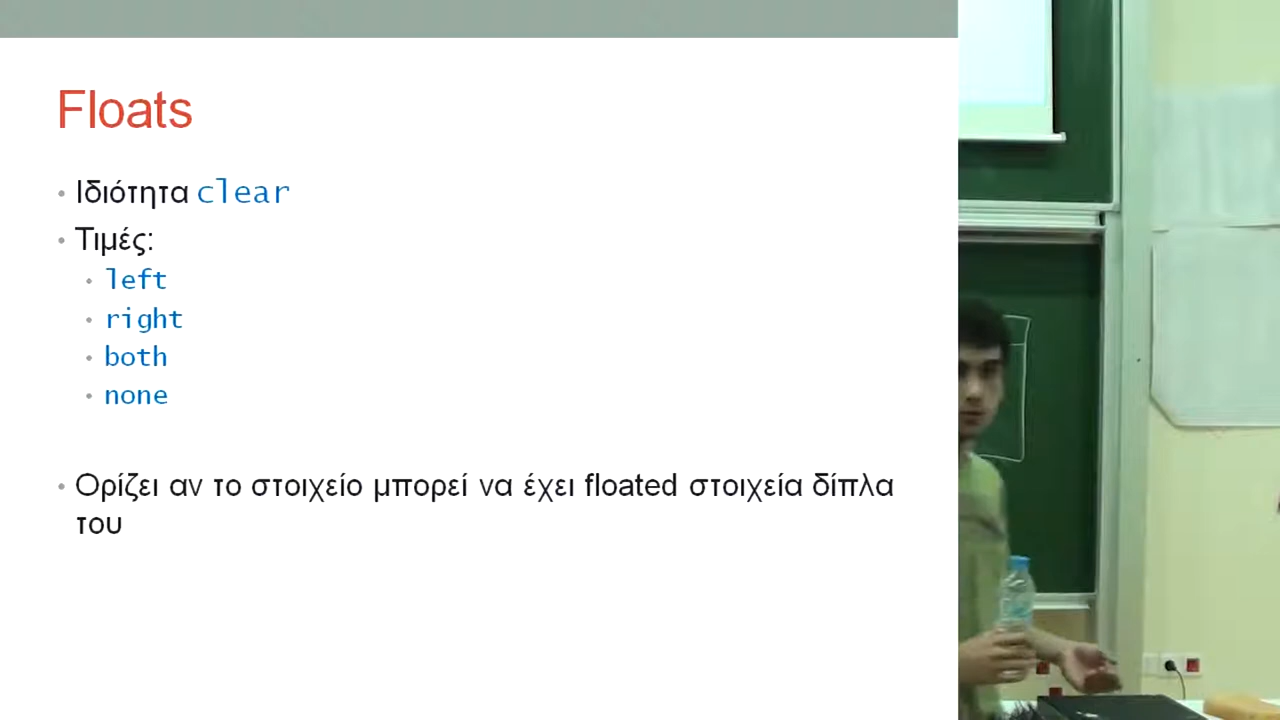 Floats
• Ιδιότητα clear
• Τιμές:
• left
• right
• both
• none
• Ορίζει αν το στοιχείο μπορεί να έχει floated στοιχεία δίπλα
του